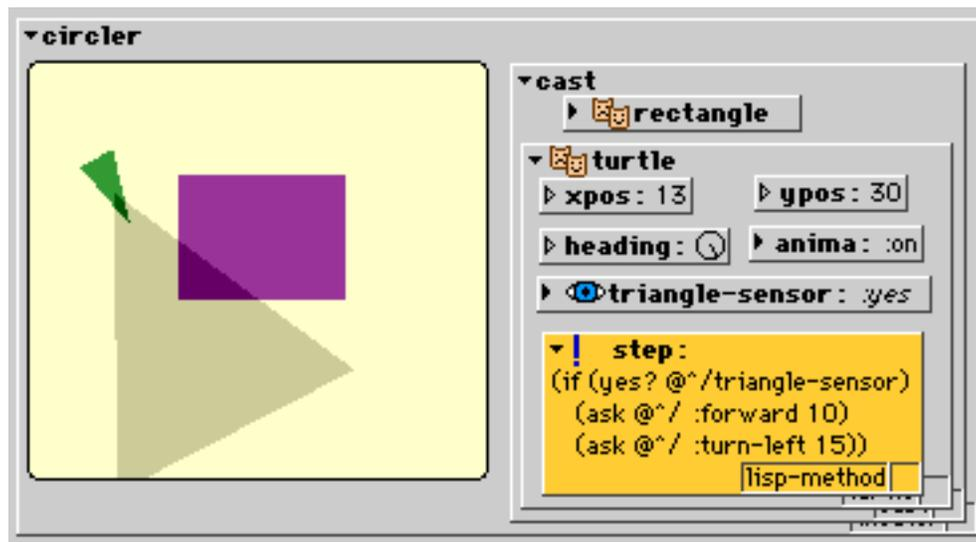 circler
cast
rectangle
turtle
xpos: 13
ypos: 30
heading:
anima: :on
triangle-sensor: :yes
! step:
(if (yes? @^/triangle-sensor)
(ask @^/ :forward 10)
(ask @^/ :turn-left 15))
lisp-method